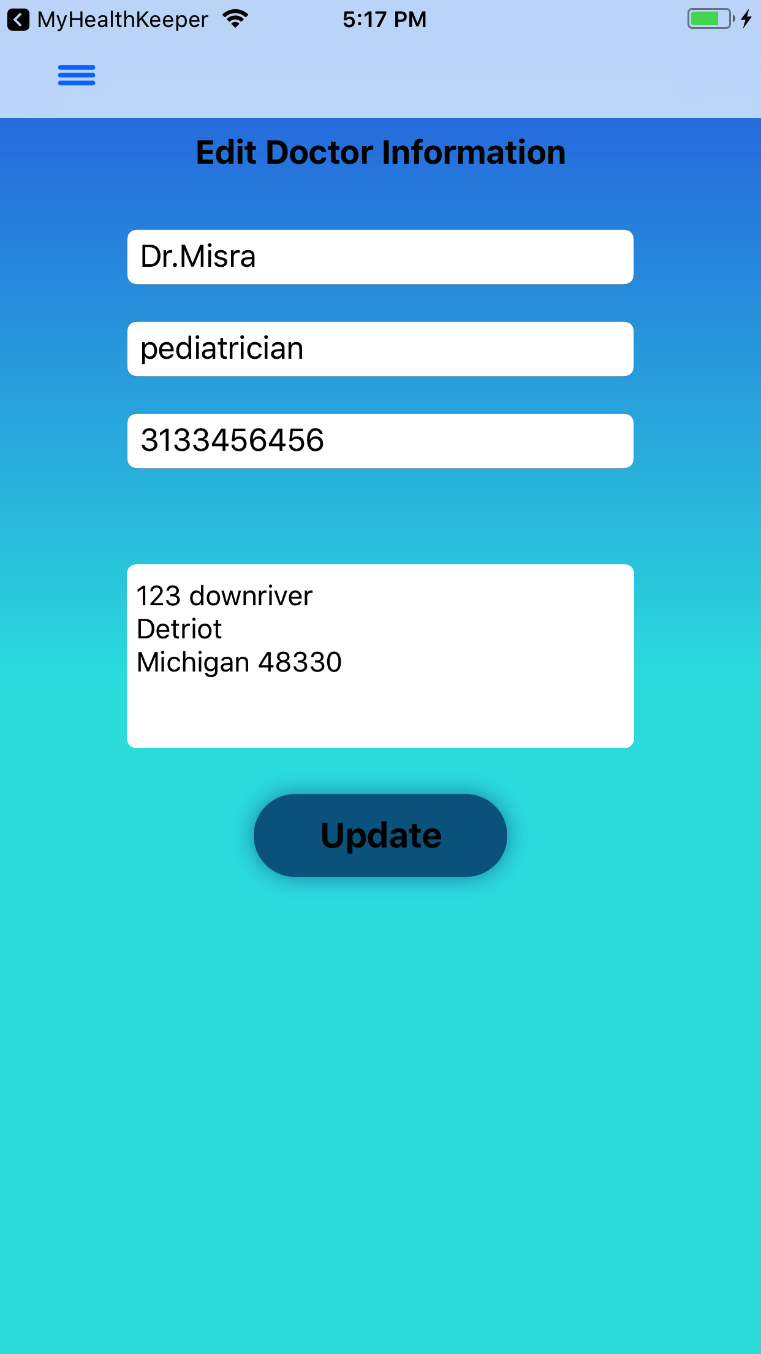 MyHealthKeeper 5:17 PM
Edit Doctor Information
Dr.Misra
pediatrician
3133456456
123 downriver
Detriot
Michigan 48330
Update